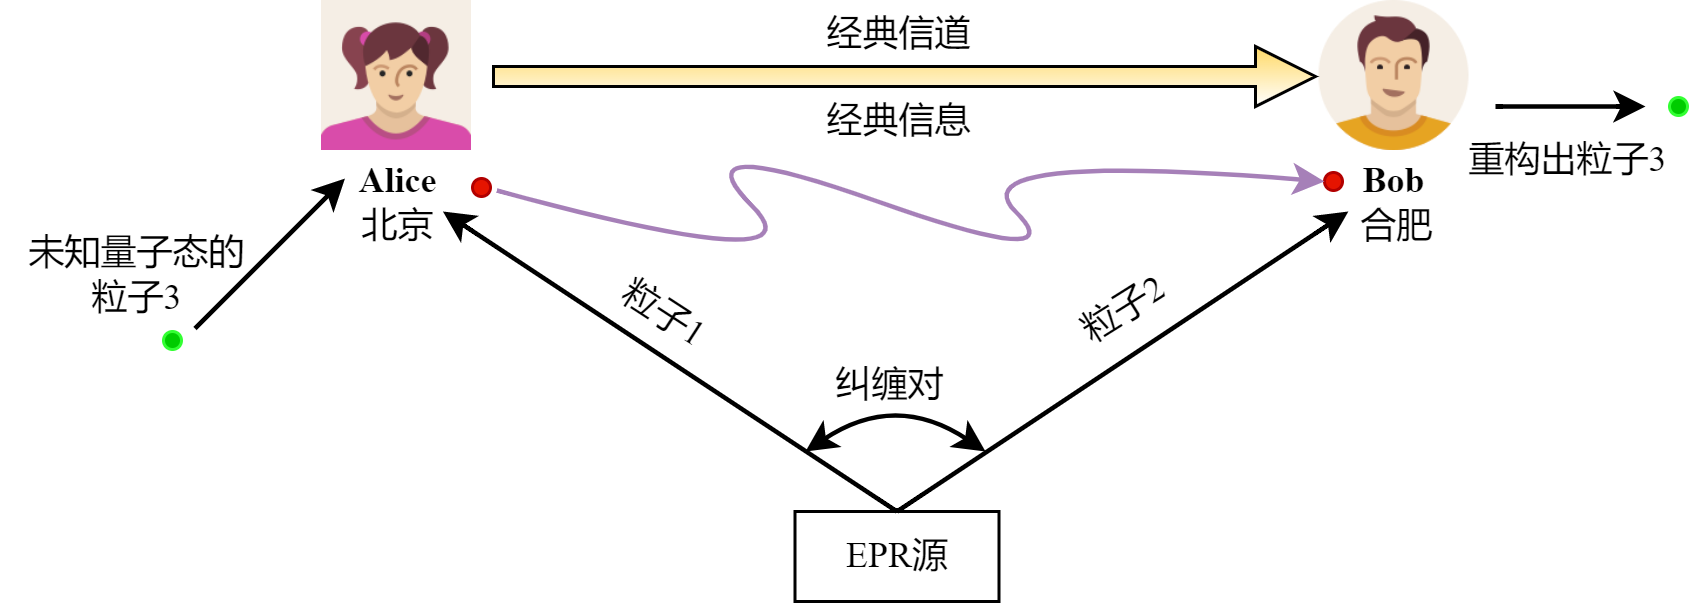 经典信道
经典信息
重构出粒子3
Alice
北京
Bob
合肥
未知量子态的
粒子3
粒子1
粒子2
纠缠对
EPR源